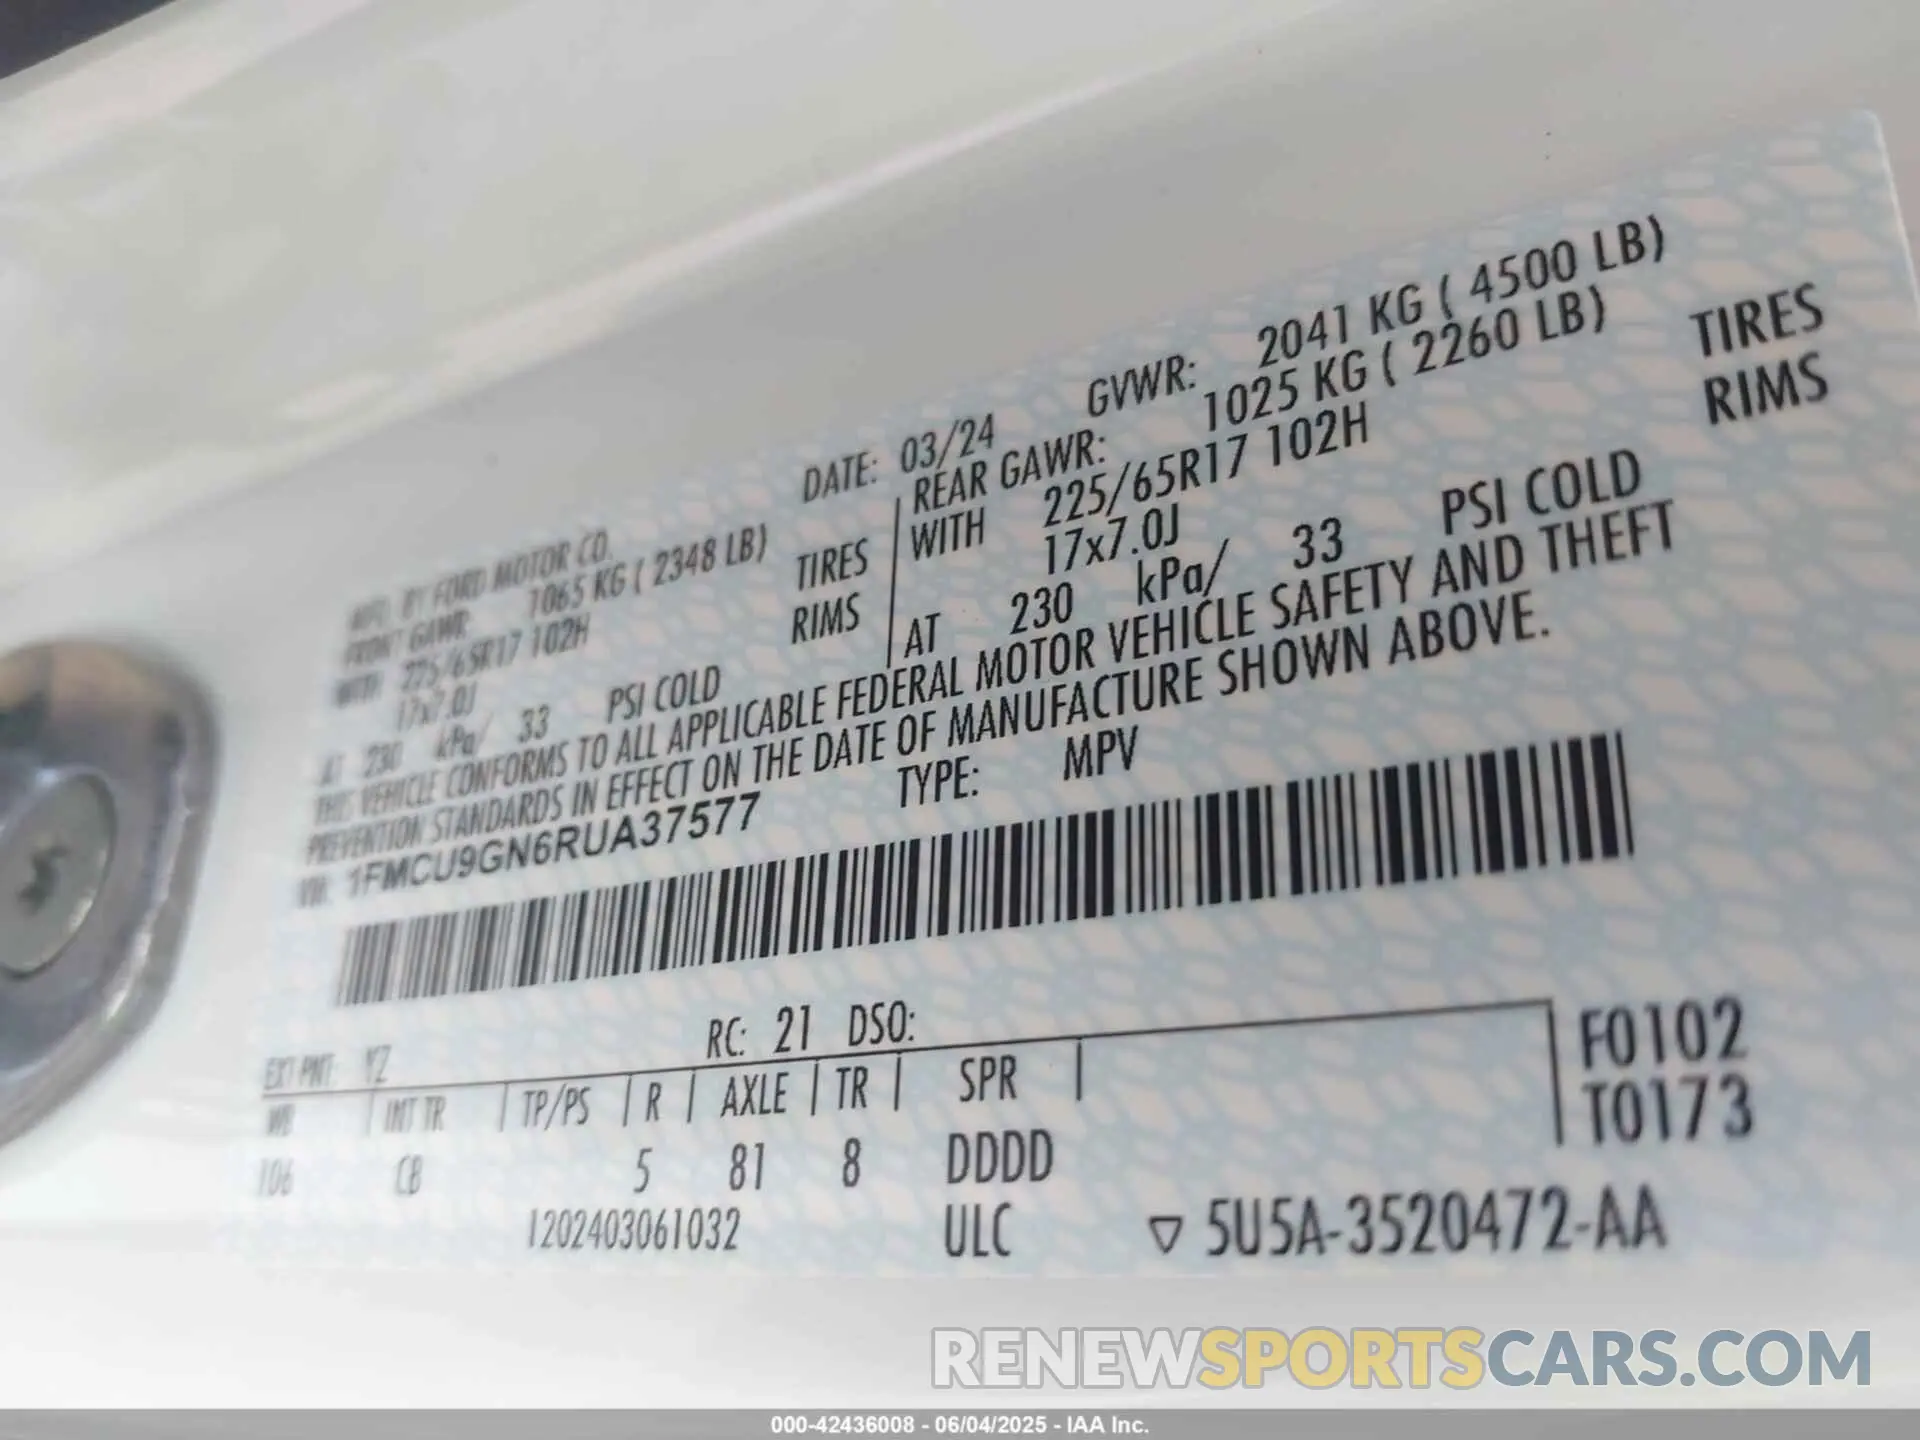 MFD. BY FORD MOTOR CO. DATE: 03/24 GVWR: 2041 KG ( 4500 LB)
FRONT GAWR: 1065 KG ( 2348 LB) REAR GAWR: 1025 KG ( 2260 LB)
WITH 225/65R17 102H TIRES WITH 225/65R17 102H TIRES
17x7.0J RIMS 17x7.0J RIMS
AT 230 kPa/ 33 PSI COLD AT 230 kPa/ 33 PSI COLD
THIS VEHICLE CONFORMS TO ALL APPLICABLE FEDERAL MOTOR VEHICLE SAFETY AND THEFT
PREVENTION STANDARDS IN EFFECT ON THE DATE OF MANUFACTURE SHOWN ABOVE.
VIN: 1FMCU9GN6RUA37577 TYPE: MPV
EXT PNT: YZ RC: 21 DSO: F0102
WB INT TR TP/PS R AXLE TR SPR T0173
106 CB 5 81 8 DDDD
1202403061032 ULC ▽ 5U5A-3520472-AA
RENEWSPORTSCARS.COM
000-42436008 - 06/04/2025 - IAA Inc.